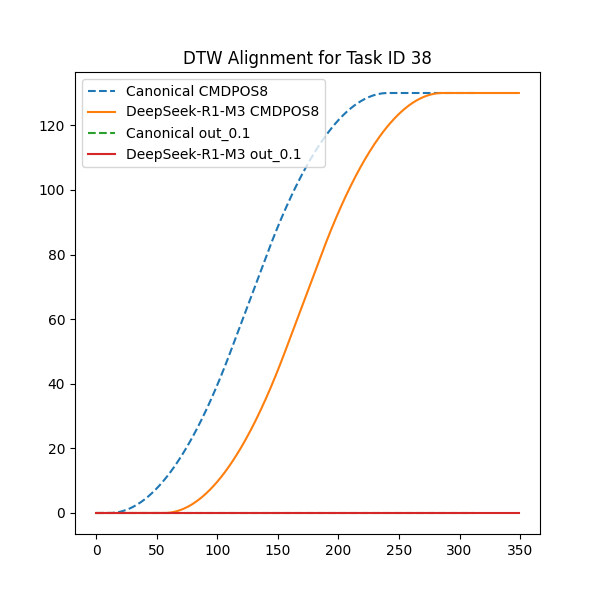 DTW Alignment for Task ID 38
Canonical CMDPOS8
DeepSeek-R1-M3 CMDPOS8
Canonical out_0.1
DeepSeek-R1-M3 out_0.1
120
100
80
60
40
20
0
0 50 100 150 200 250 300 350